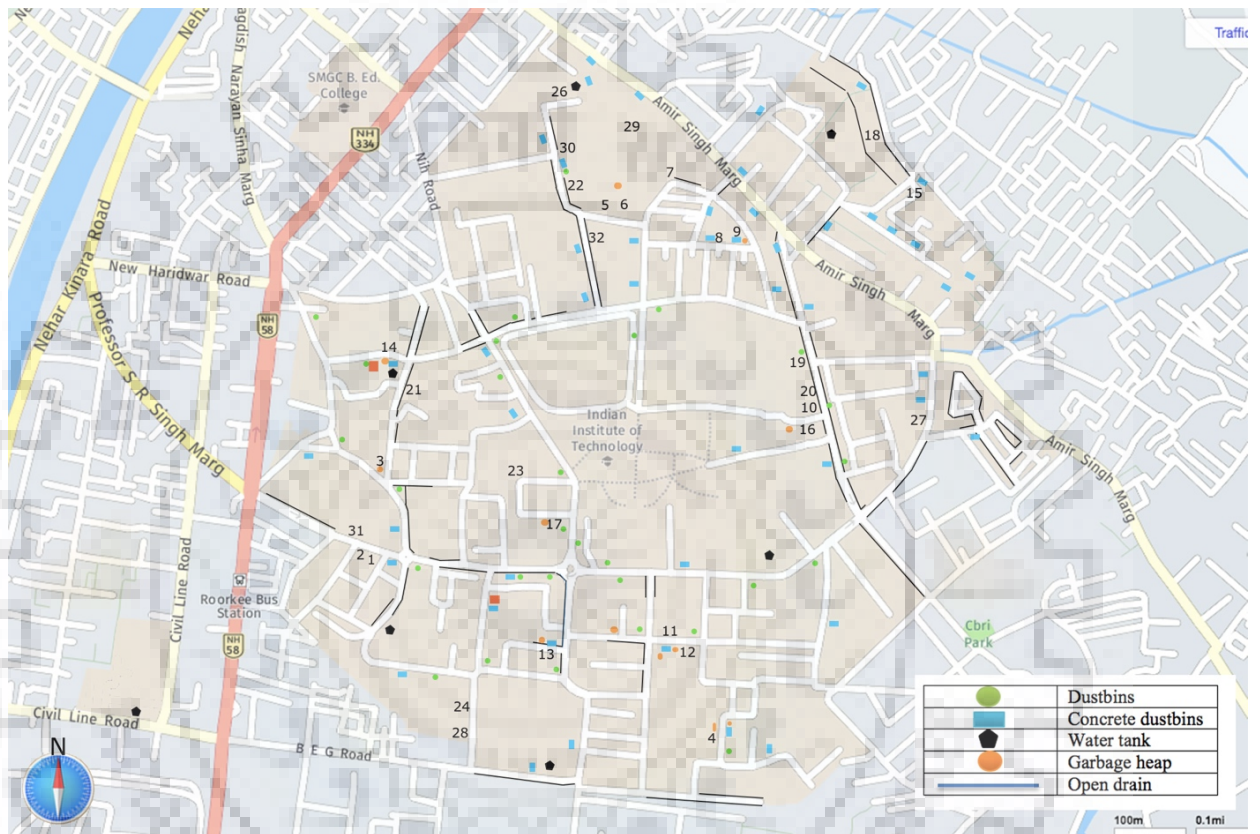 Jagdish Narayan Sinha Marg
Neha
Traffic
SMGC B. Ed.
College
NH
334
Nih Road
26
29
Amir Singh Marg
18
30
7
22
5
6
15
32
8
9
Nehar Kinara Road
New Haridwar Road
Amir Singh Marg
NH
58
Professor S R Singh Marg
14
21
19
20
10
27
16
Indian
Institute of
Technology
Amir Singh Marg
3
23
17
31
2
1
Roorkee Bus
Station
Civil Line Road
NH
58
11
12
13
Cbri
Park
24
28
4
Civil Line Road
B E G Road
N
Dustbins
Concrete dustbins
Water tank
Garbage heap
Open drain
100m
0.1mi